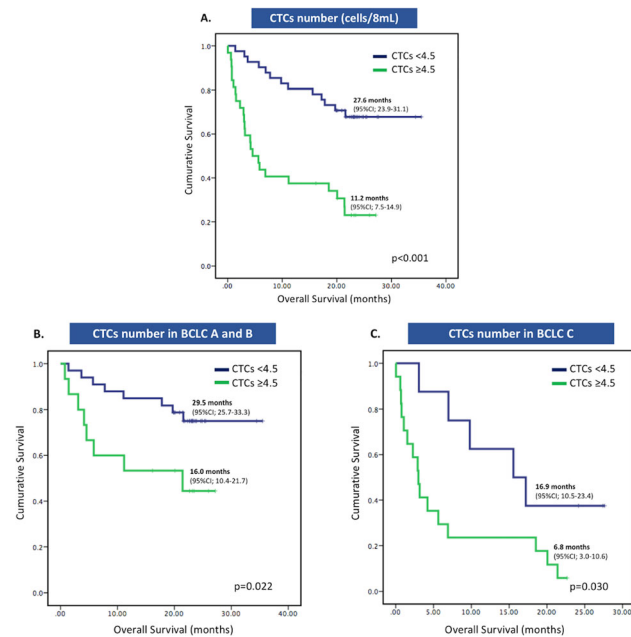 A.
CTCs number (cells/8mL)
CTCs <4.5
CTCs ≥4.5
27.6 months
(95%CI; 23.9-31.1)
11.2 months
(95%CI; 7.5-14.9)
p<0.001
Cumurative Survival
1.0
0.8
0.6
0.4
0.2
0.0
.00 10.00 20.00 30.00 40.00
Overall Survival (months)
B.
CTCs number in BCLC A and B
CTCs <4.5
CTCs ≥4.5
29.5 months
(95%CI; 25.7-33.3)
16.0 months
(95%CI; 10.4-21.7)
p=0.022
Cumurative Survival
1.0
0.8
0.6
0.4
0.2
0.0
.00 10.00 20.00 30.00 40.00
Overall Survival (months)
C.
CTCs number in BCLC C
CTCs <4.5
CTCs ≥4.5
16.9 months
(95%CI; 10.5-23.4)
6.8 months
(95%CI; 3.0-10.6)
p=0.030
Cumurative Survival
1.0
0.8
0.6
0.4
0.2
0.0
.00 5.00 10.00 15.00 20.00 25.00 30.00
Overall Survival (months)